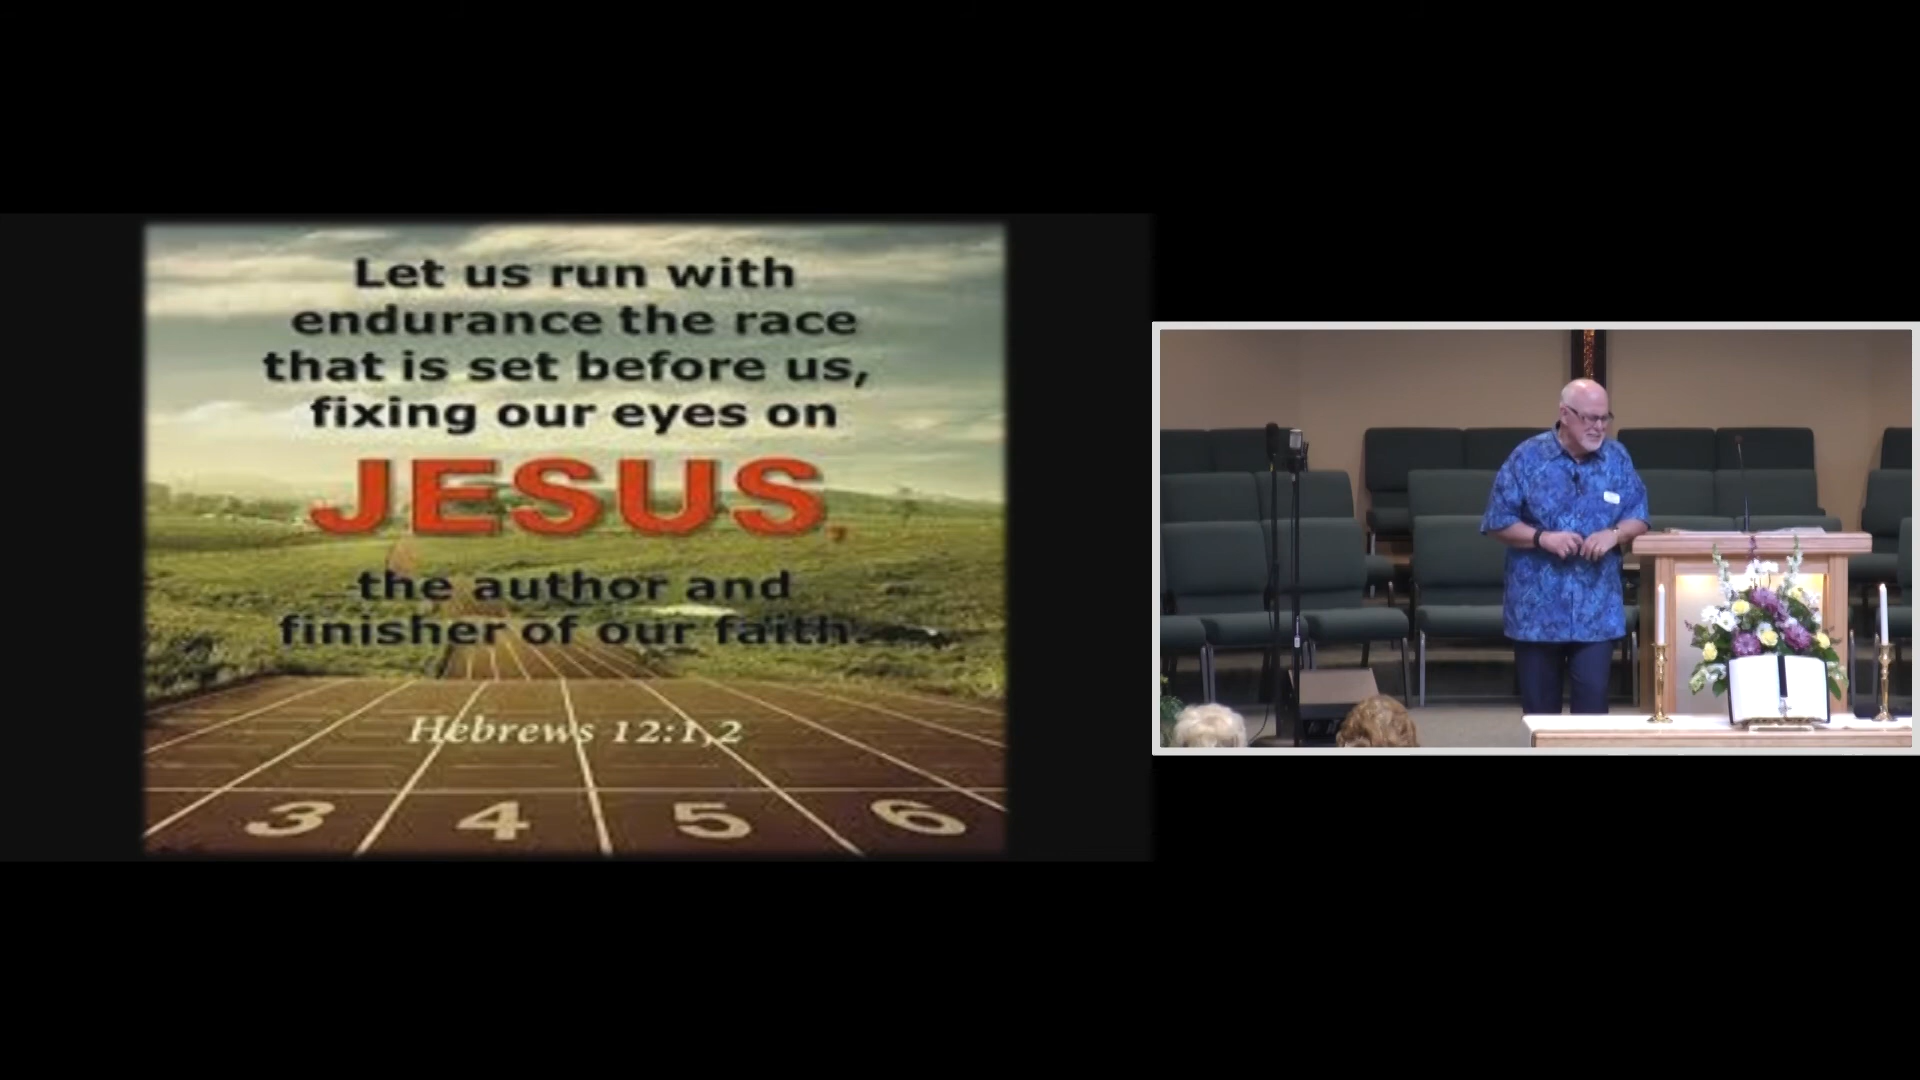 Let us run with
endurance the race
that is set before us,
fixing our eyes on
JESUS,
the author and
finisher of our faith.
Hebrews 12:1,2
3 4 5 6